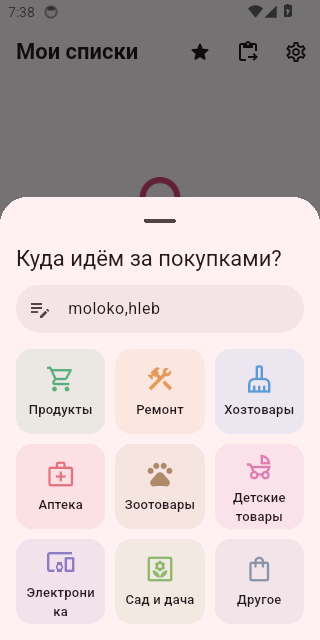 7:38
Мои списки
Куда идём за покупками?
moloko,hleb
Продукты
Ремонт
Хозтовары
Аптека
Зоотовары
Детские
товары
Электрони
ка
Сад и дача
Другое